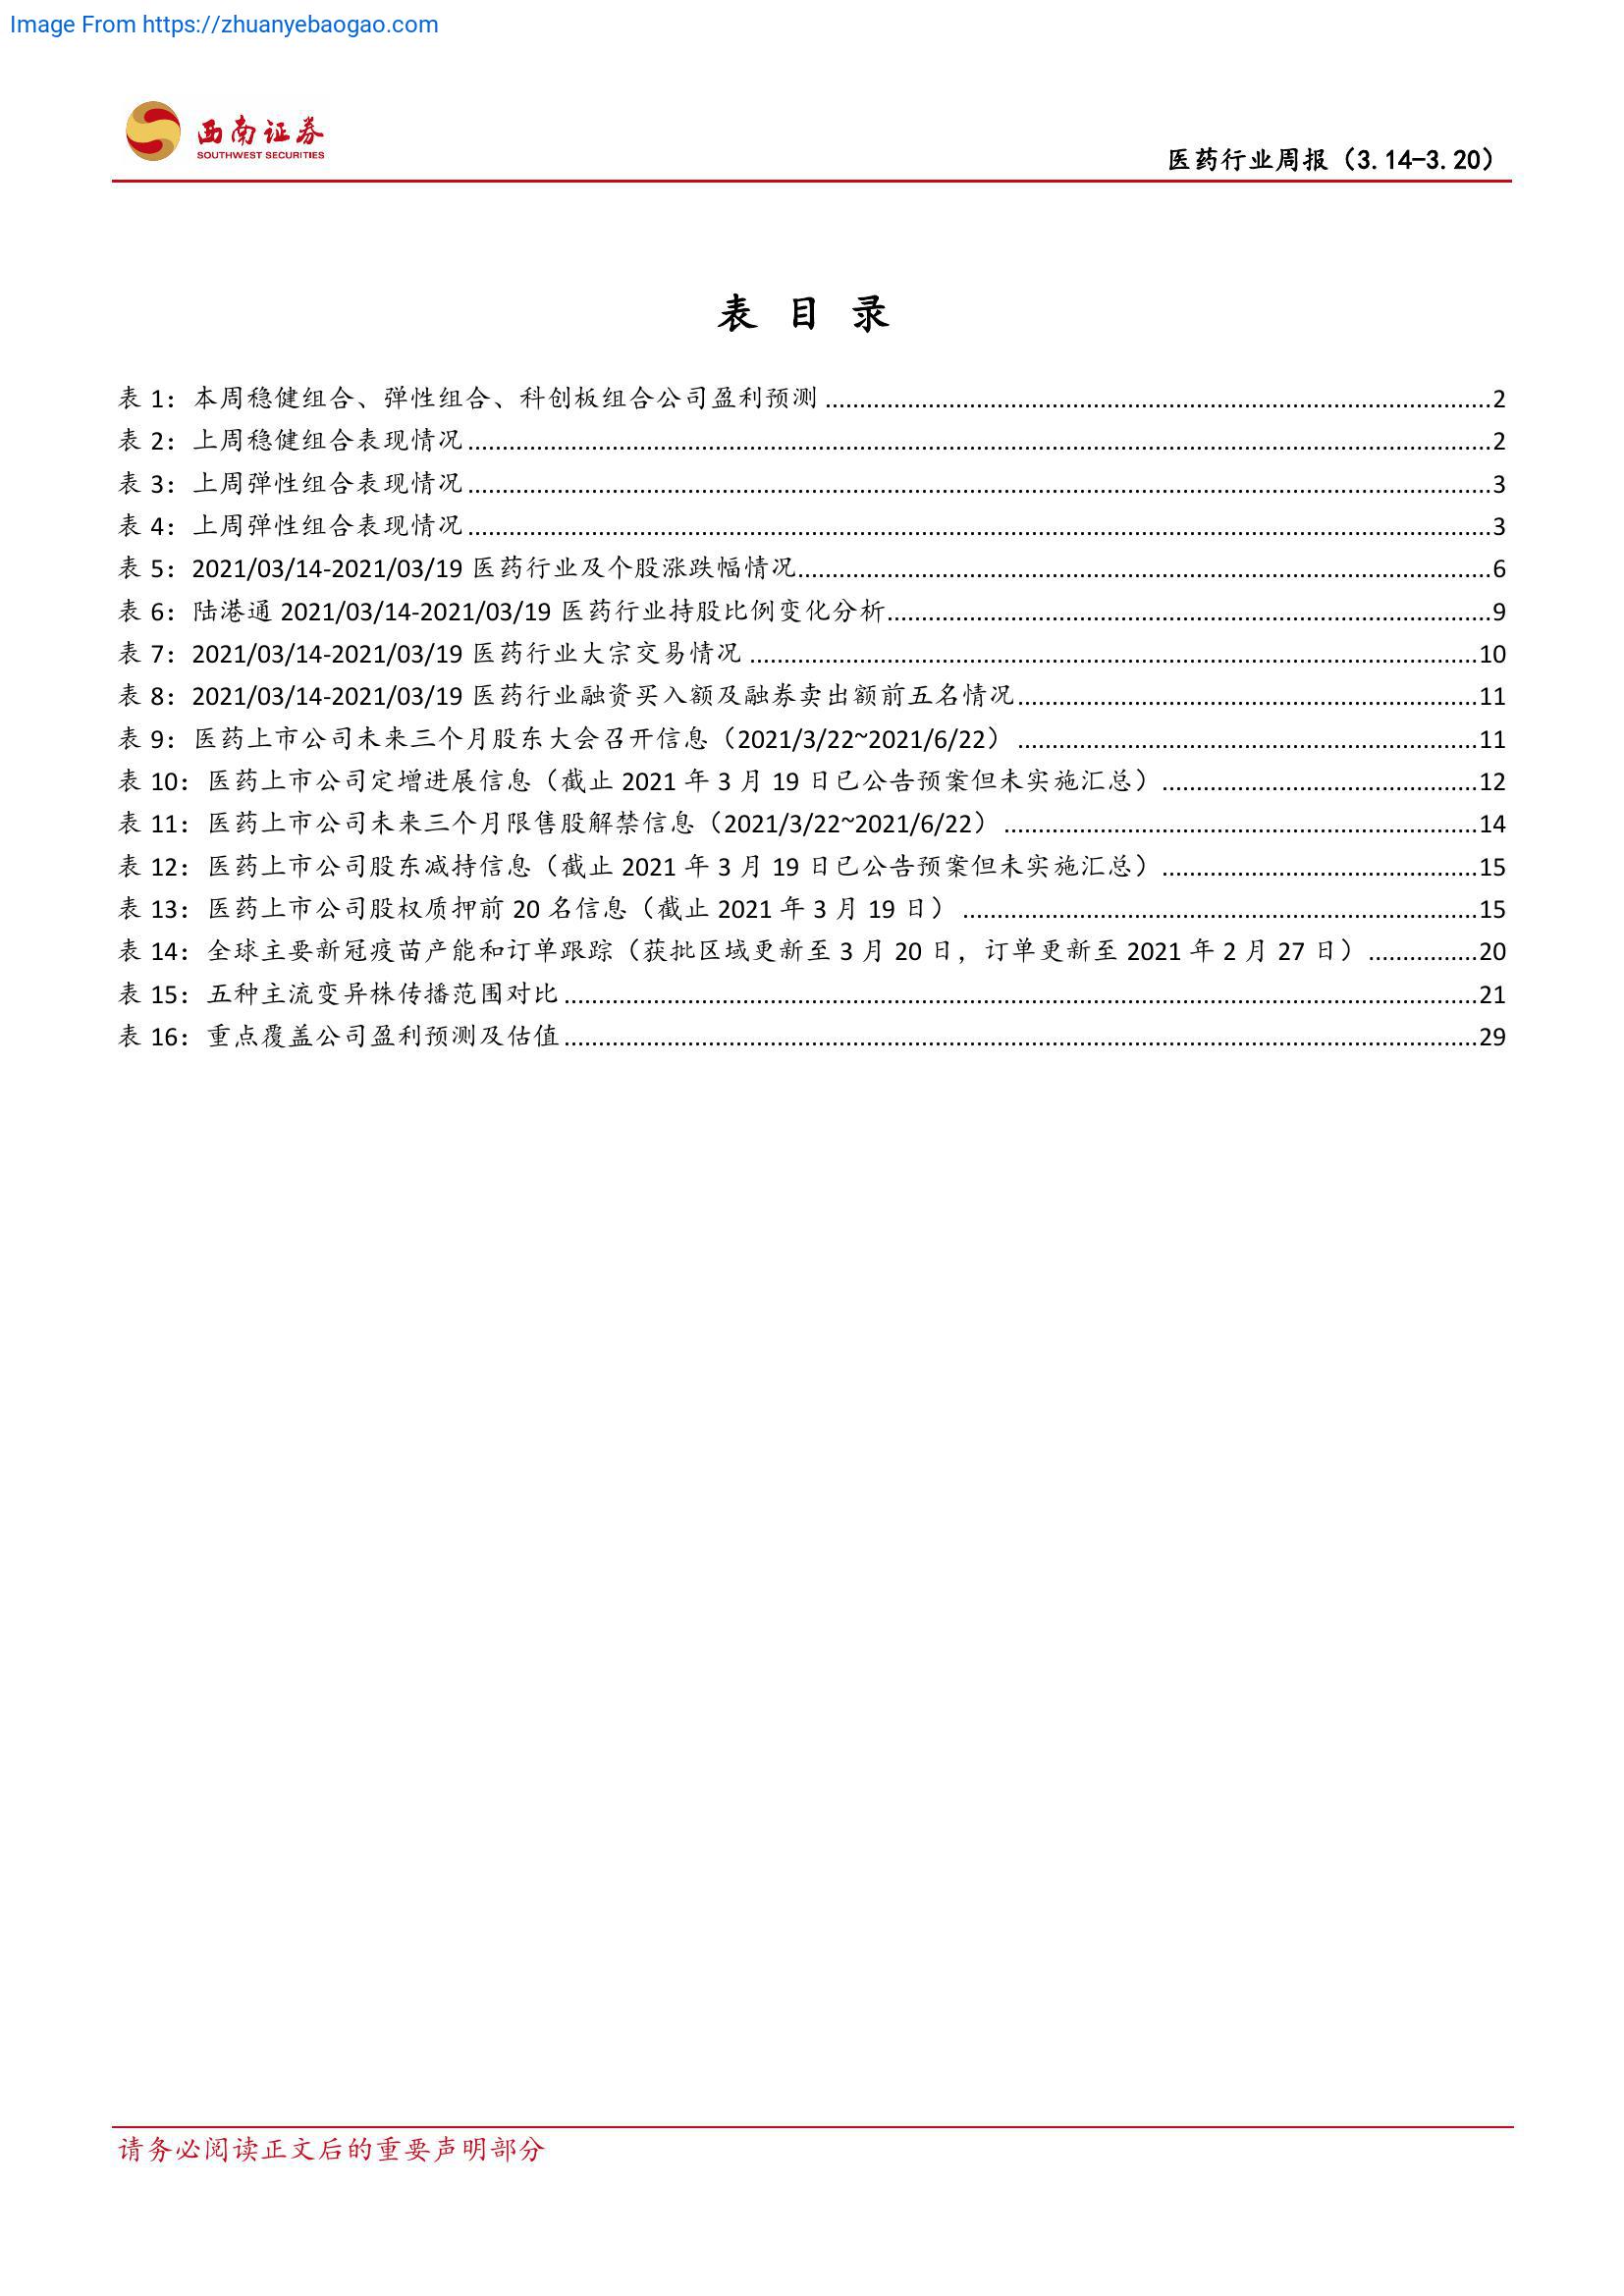 Image From https://zhuanyebaogao.com
西南证券
SOUTHWEST SECURITIES
医药行业周报（3.14-3.20）
表 目 录
表 1：本周稳健组合、弹性组合、科创板组合公司盈利预测 2
表 2：上周稳健组合表现情况 2
表 3：上周弹性组合表现情况 3
表 4：上周弹性组合表现情况 3
表 5：2021/03/14-2021/03/19 医药行业及个股涨跌幅情况 6
表 6：陆港通 2021/03/14-2021/03/19 医药行业持股比例变化分析 9
表 7：2021/03/14-2021/03/19 医药行业大宗交易情况 10
表 8：2021/03/14-2021/03/19 医药行业融资买入额及融券卖出额前五名情况 11
表 9：医药上市公司未来三个月股东大会召开信息（2021/3/22~2021/6/22） 11
表 10：医药上市公司定增进展信息（截止 2021 年 3 月 19 日已公告预案但未实施汇总） 12
表 11：医药上市公司未来三个月限售股解禁信息（2021/3/22~2021/6/22） 14
表 12：医药上市公司股东减持信息（截止 2021 年 3 月 19 日已公告预案但未实施汇总） 15
表 13：医药上市公司股权质押前 20 名信息（截止 2021 年 3 月 19 日） 15
表 14：全球主要新冠疫苗产能和订单跟踪（获批区域更新至 3 月 20 日，订单更新至 2021 年 2 月 27 日） 20
表 15：五种主流变异株传播范围对比 21
表 16：重点覆盖公司盈利预测及估值 29
请务必阅读正文后的重要声明部分